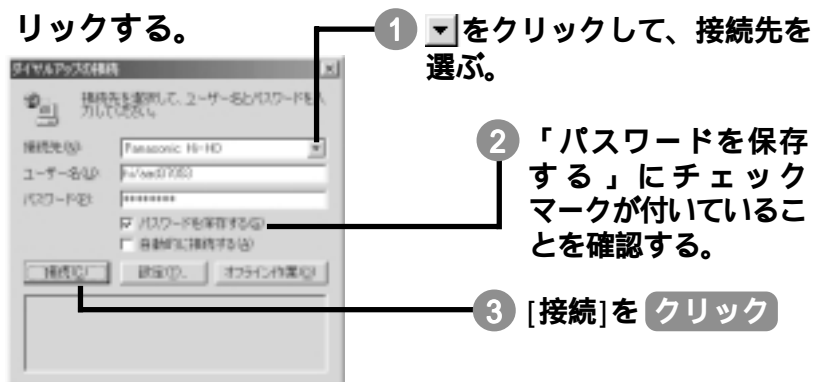 リックする。
1 をクリックして、接続先を
選ぶ。
ダイヤルアップの接続
接続先を選択して、ユーザー名とパスワードを入
力してください。
接続先(N): Panasonic Hi-HO
ユーザー名(U):
パスワード(P): ********
パスワードを保存する(S)
自動的に接続する(A)
接続(C) 設定(T)... オフライン作業(O)
2 「パスワードを保存
する」にチェック
マークが付いているこ
とを確認する。
3 [接続]を クリック